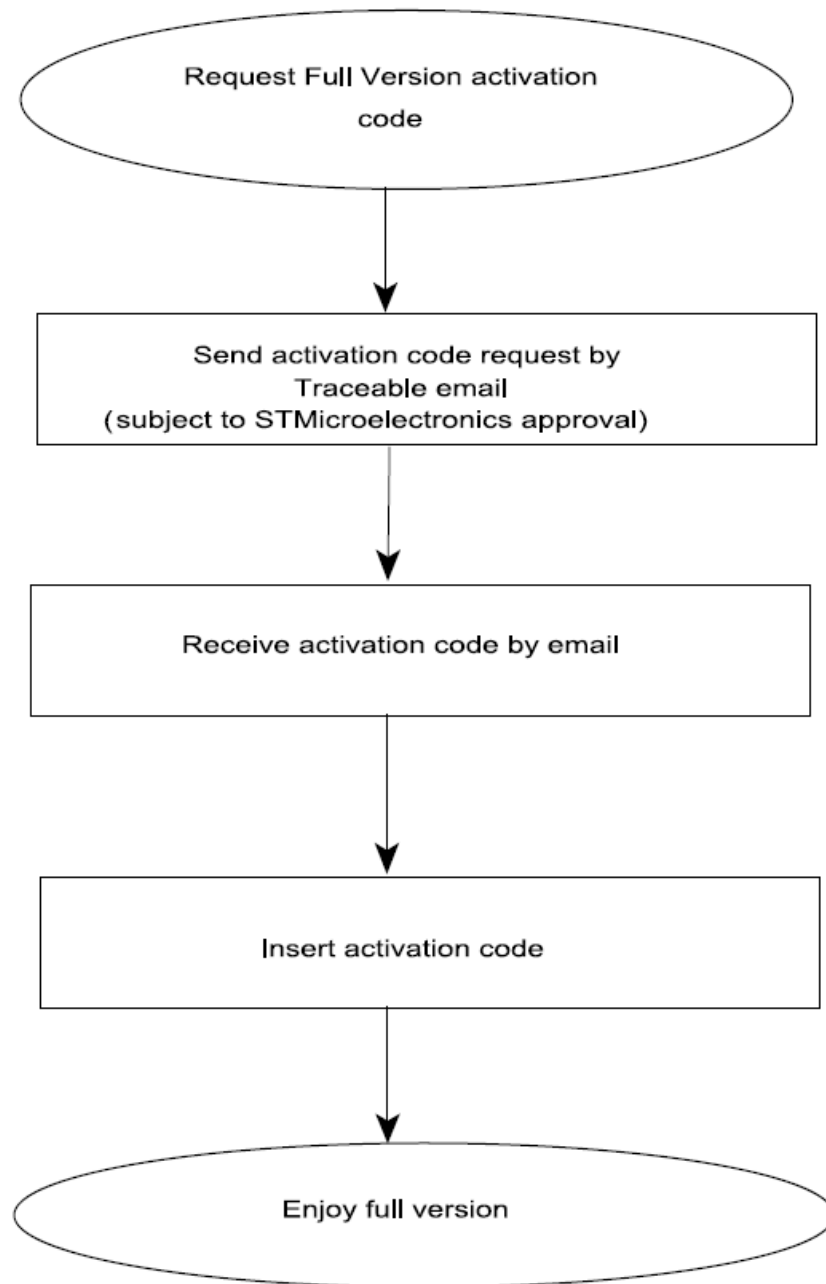 Request Full Version activation
code
Send activation code request by
Traceable email
(subject to STMicroelectronics approval)
Receive activation code by email
Insert activation code
Enjoy full version